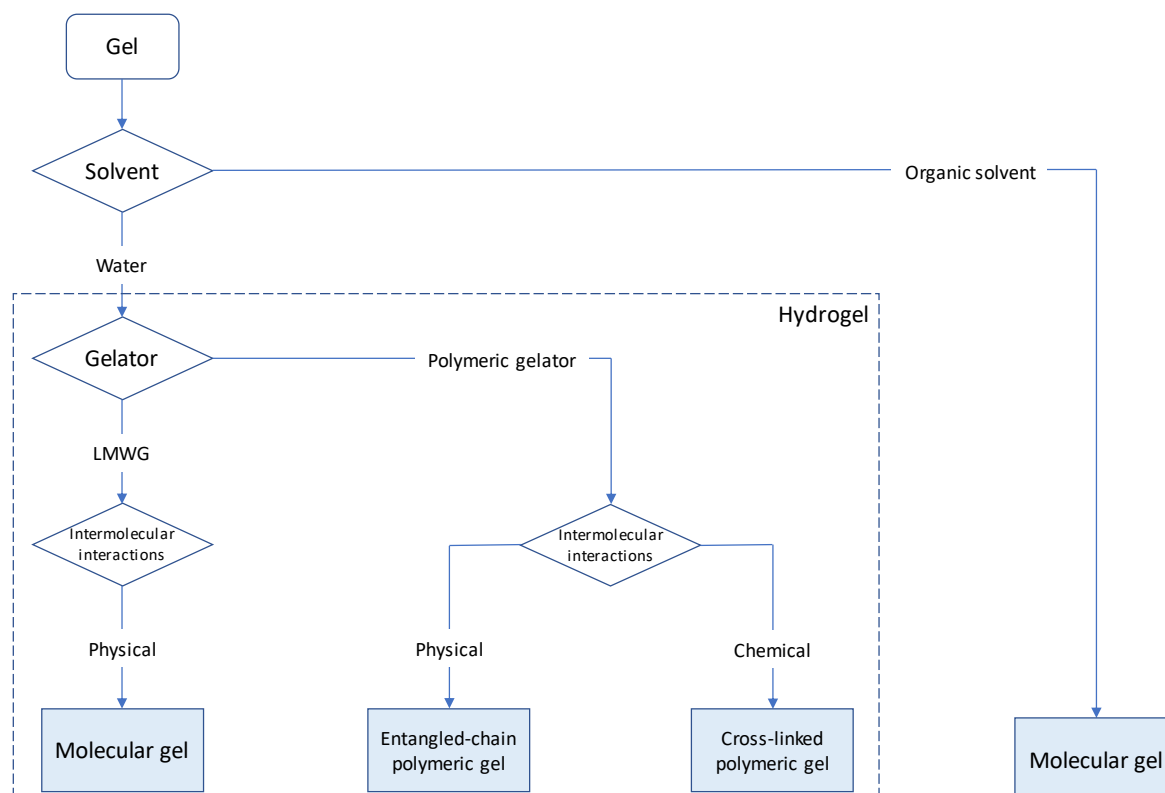 Gel
Solvent
Organic solvent
Water
Hydrogel
Gelator
Polymeric gelator
LMWG
Intermolecular
interactions
Intermolecular
interactions
Physical
Physical
Chemical
Molecular gel
Entangled-chain
polymeric gel
Cross-linked
polymeric gel
Molecular gel